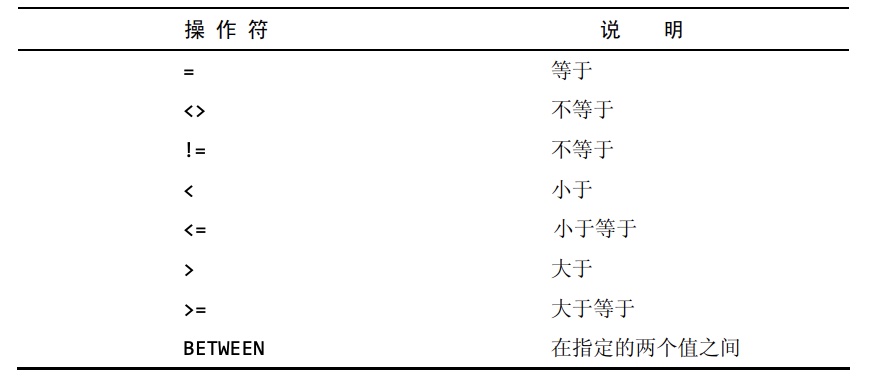 操作符 说明
= 等于
<> 不等于
!= 不等于
< 小于
<= 小于等于
> 大于
>= 大于等于
BETWEEN 在指定的两个值之间